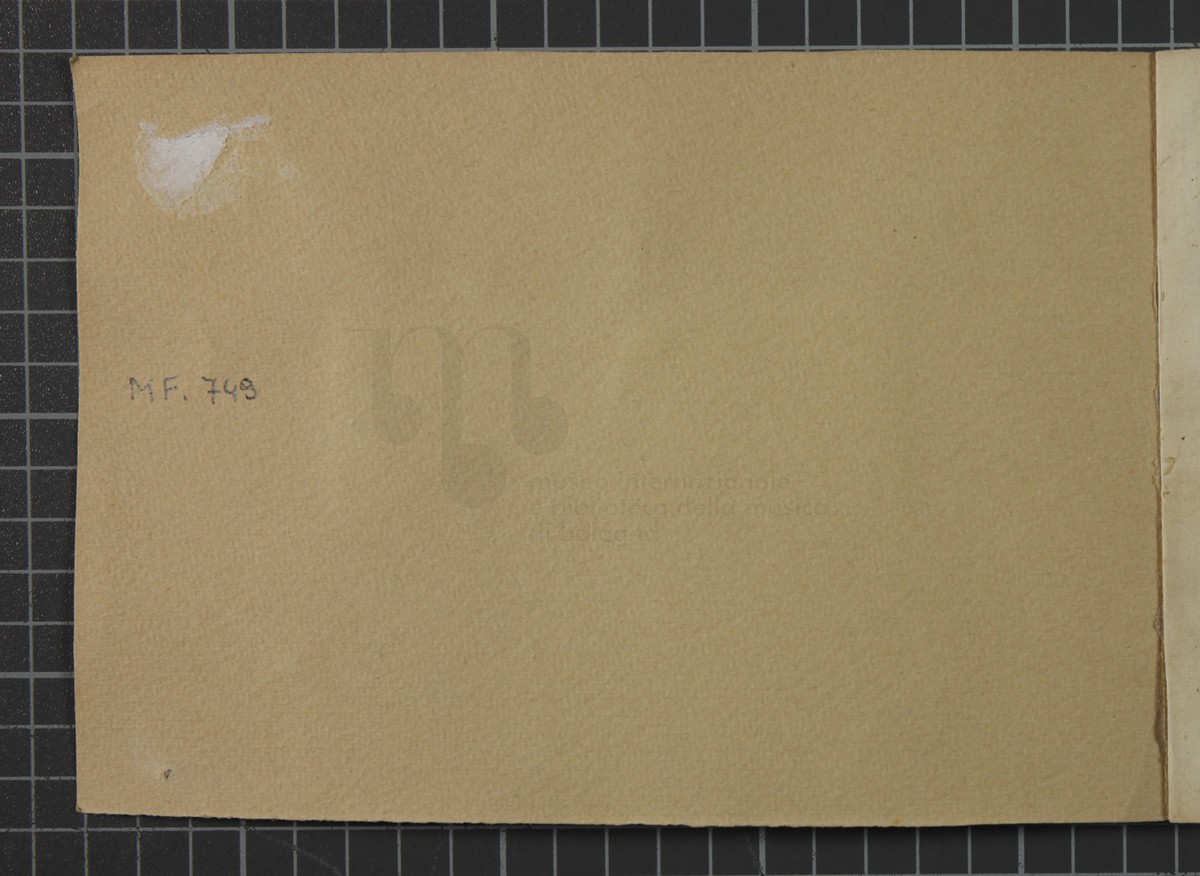 MF. 749
museo internazionale
e biblioteca della musica
di bologna